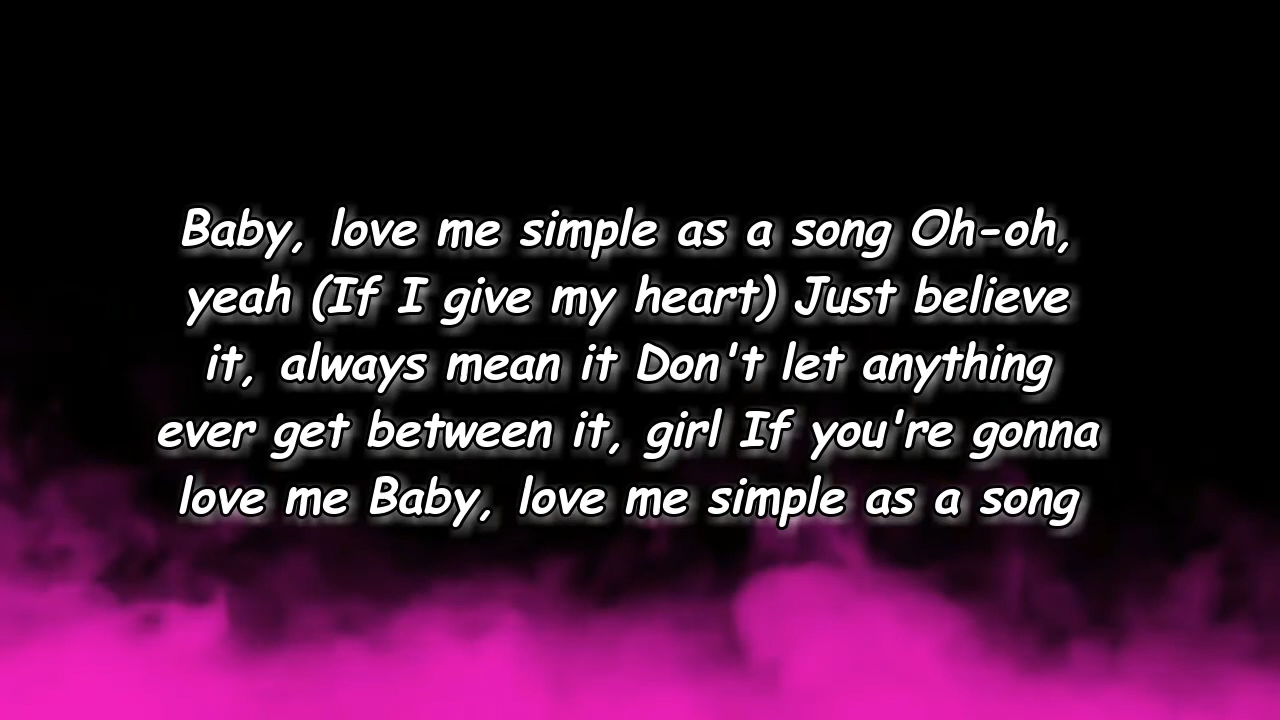 Baby, love me simple as a song Oh-oh,
yeah (If I give my heart) Just believe
it, always mean it Don't let anything
ever get between it, girl If you're gonna
love me Baby, love me simple as a song